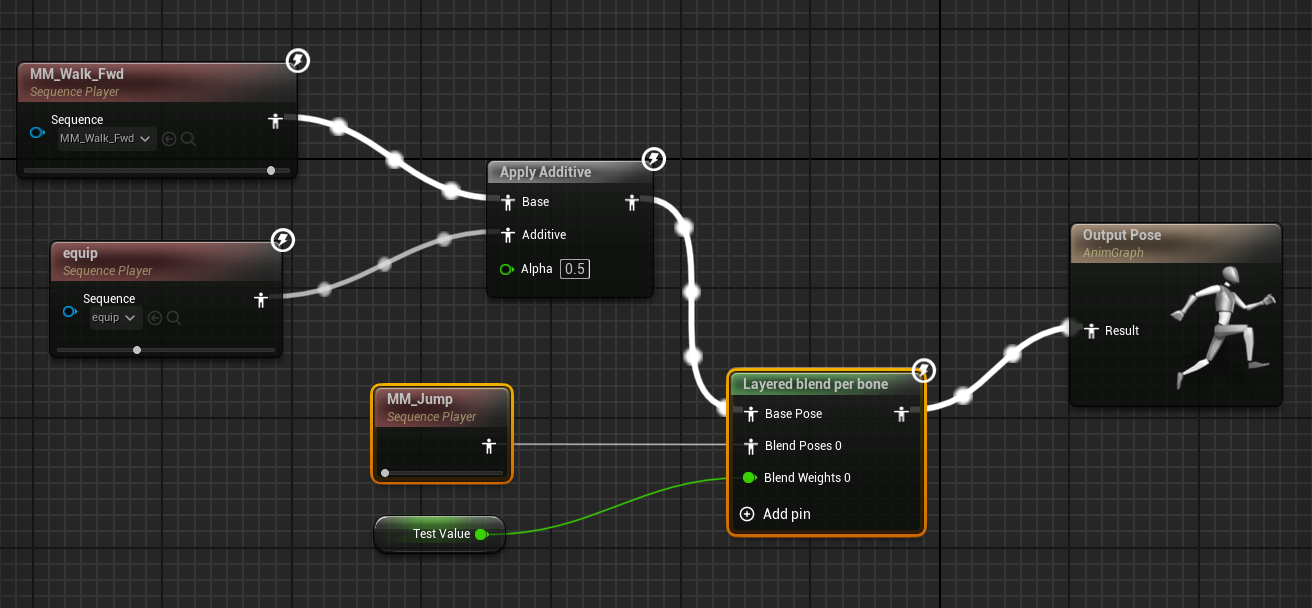 MM_Walk_Fwd
Sequence Player
Sequence
MM_Walk_Fwd
equip
Sequence Player
Sequence
equip
Apply Additive
Base
Additive
Alpha 0.5
MM_Jump
Sequence Player
Test Value
Layered blend per bone
Base Pose
Blend Poses 0
Blend Weights 0
Add pin
Output Pose
AnimGraph
Result